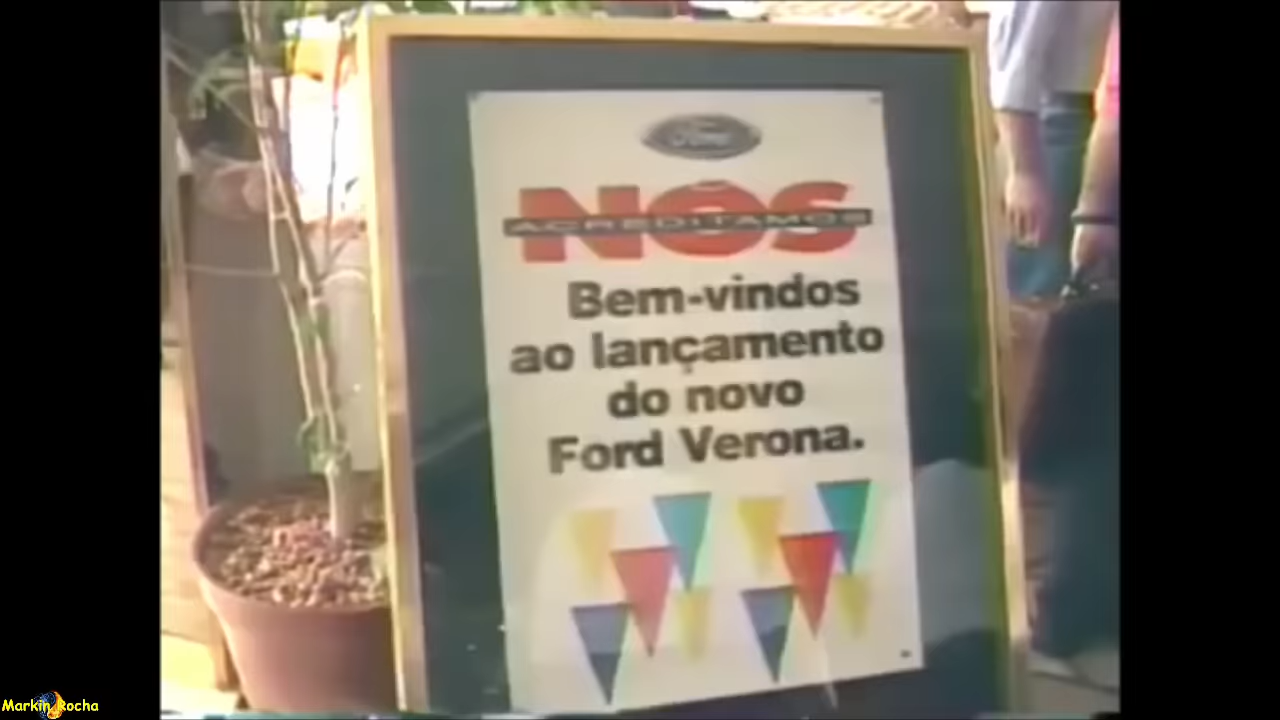 Ford
NÓS
ACREDITAMOS
Bem-vindos
ao lançamento
do novo
Ford Verona.
Markin Rocha